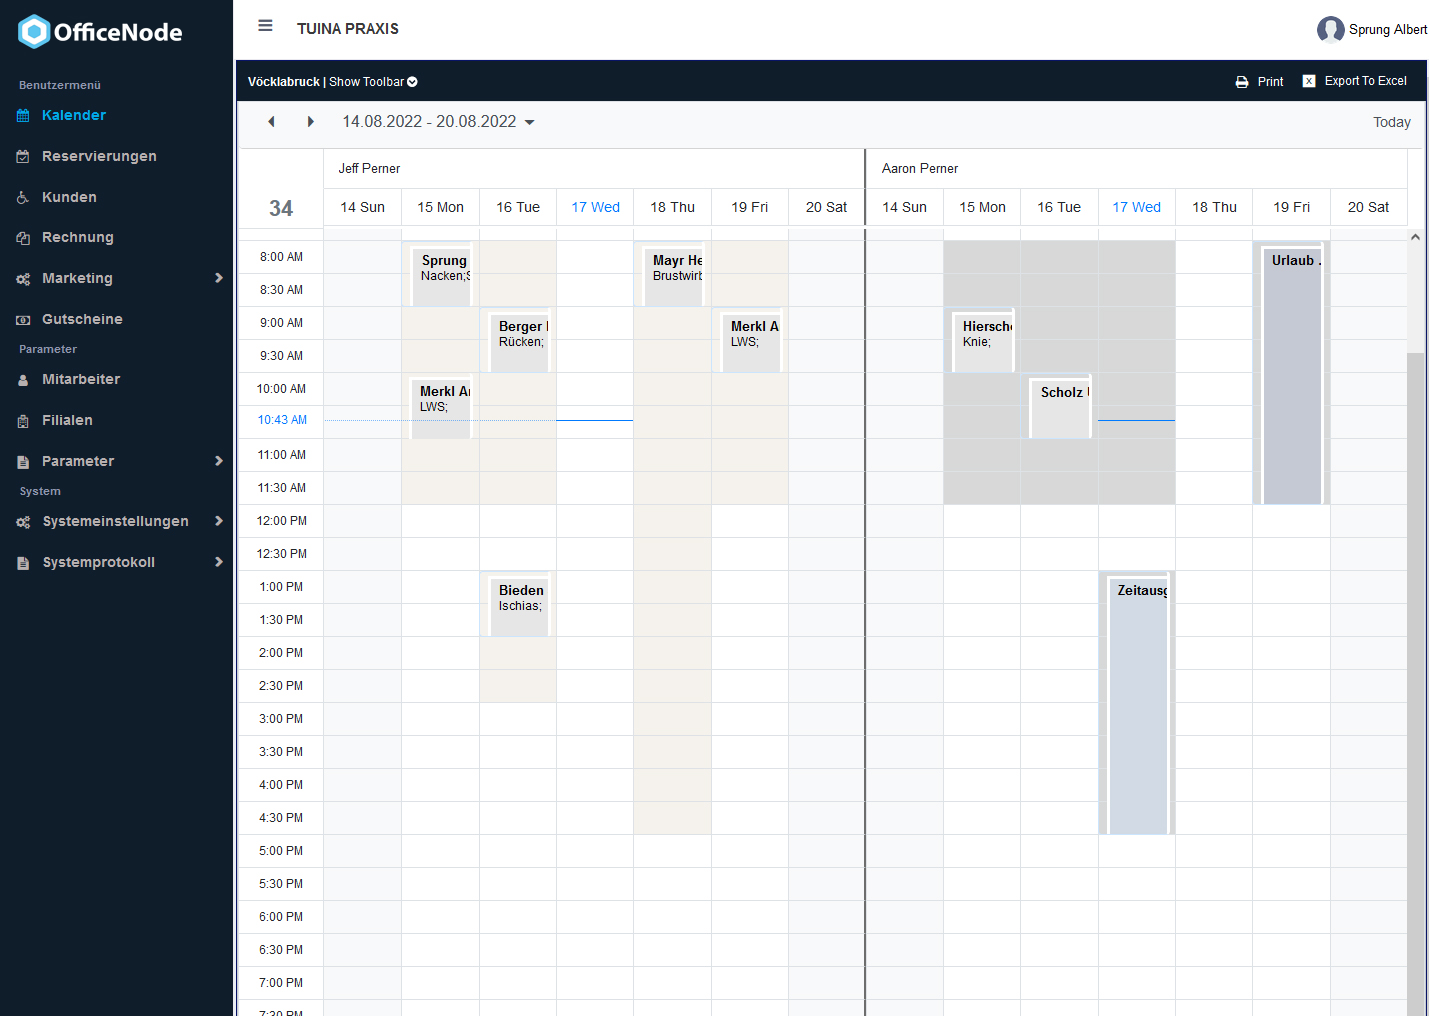 OfficeNode
TUINA PRAXIS
Sprung Albert
Benutzermenü
Kalender
Reservierungen
Kunden
Rechnung
Marketing
Gutscheine
Parameter
Mitarbeiter
Filialen
Parameter
System
Systemeinstellungen
Systemprotokoll
Vöcklabruck | Show Toolbar
Print
Export To Excel
14.08.2022 - 20.08.2022
Today
Jeff Perner
Aaron Perner
34
14 Sun 15 Mon 16 Tue 17 Wed 18 Thu 19 Fri 20 Sat 14 Sun 15 Mon 16 Tue 17 Wed 18 Thu 19 Fri 20 Sat
8:00 AM
8:30 AM
9:00 AM
9:30 AM
10:00 AM
10:43 AM
11:00 AM
11:30 AM
12:00 PM
12:30 PM
1:00 PM
1:30 PM
2:00 PM
2:30 PM
3:00 PM
3:30 PM
4:00 PM
4:30 PM
5:00 PM
5:30 PM
6:00 PM
6:30 PM
7:00 PM
7:30 PM
Sprung
Nacken;S
Merkl A
LWS;
Berger
Rücken;
Bieden
Ischias;
Mayr He
Brustwirb
Merkl A
LWS;
Hiersche
Knie;
Scholz
Zeitausg
Urlaub .